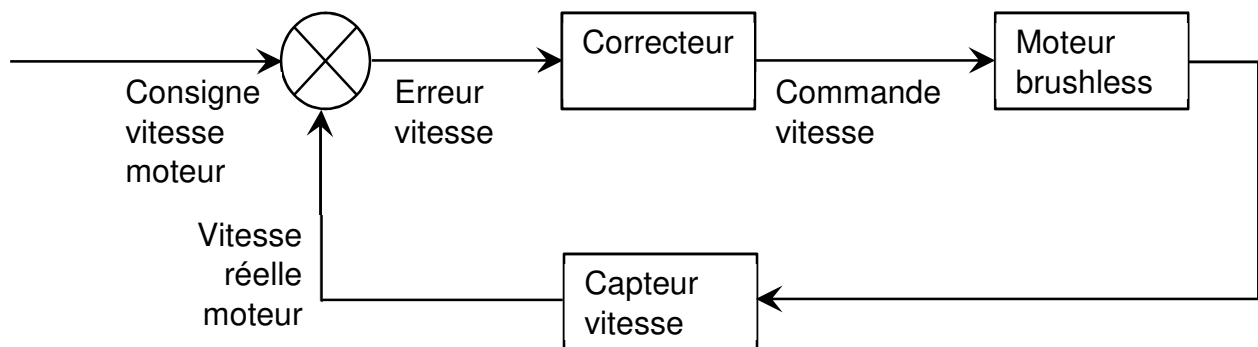 Consigne
vitesse
moteur
Erreur
vitesse
Correcteur
Commande
vitesse
Moteur
brushless
Vitesse
réelle
moteur
Capteur
vitesse